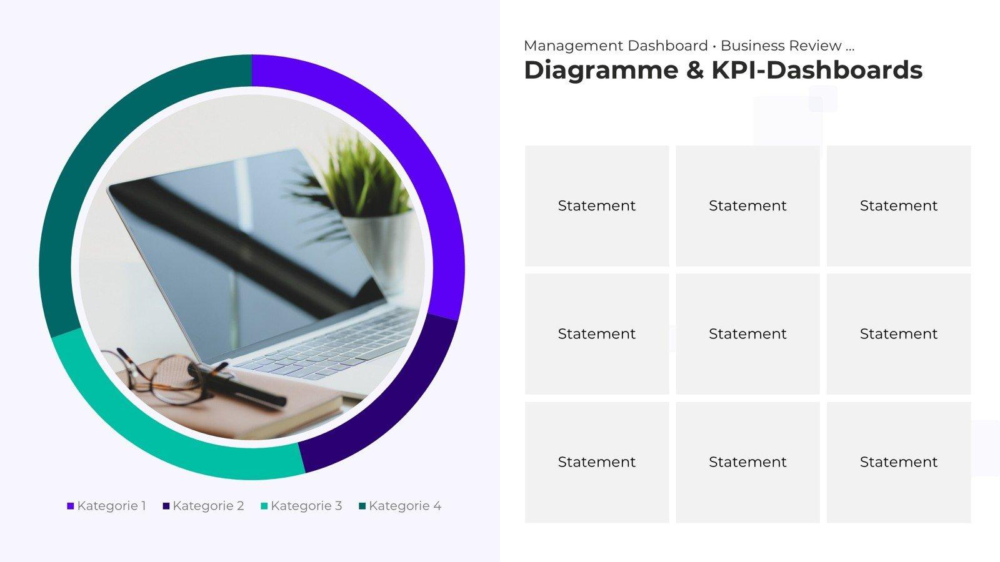 Management Dashboard • Business Review ...
Diagramme & KPI-Dashboards
Statement Statement Statement
Statement Statement Statement
Statement Statement Statement
Kategorie 1 Kategorie 2 Kategorie 3 Kategorie 4